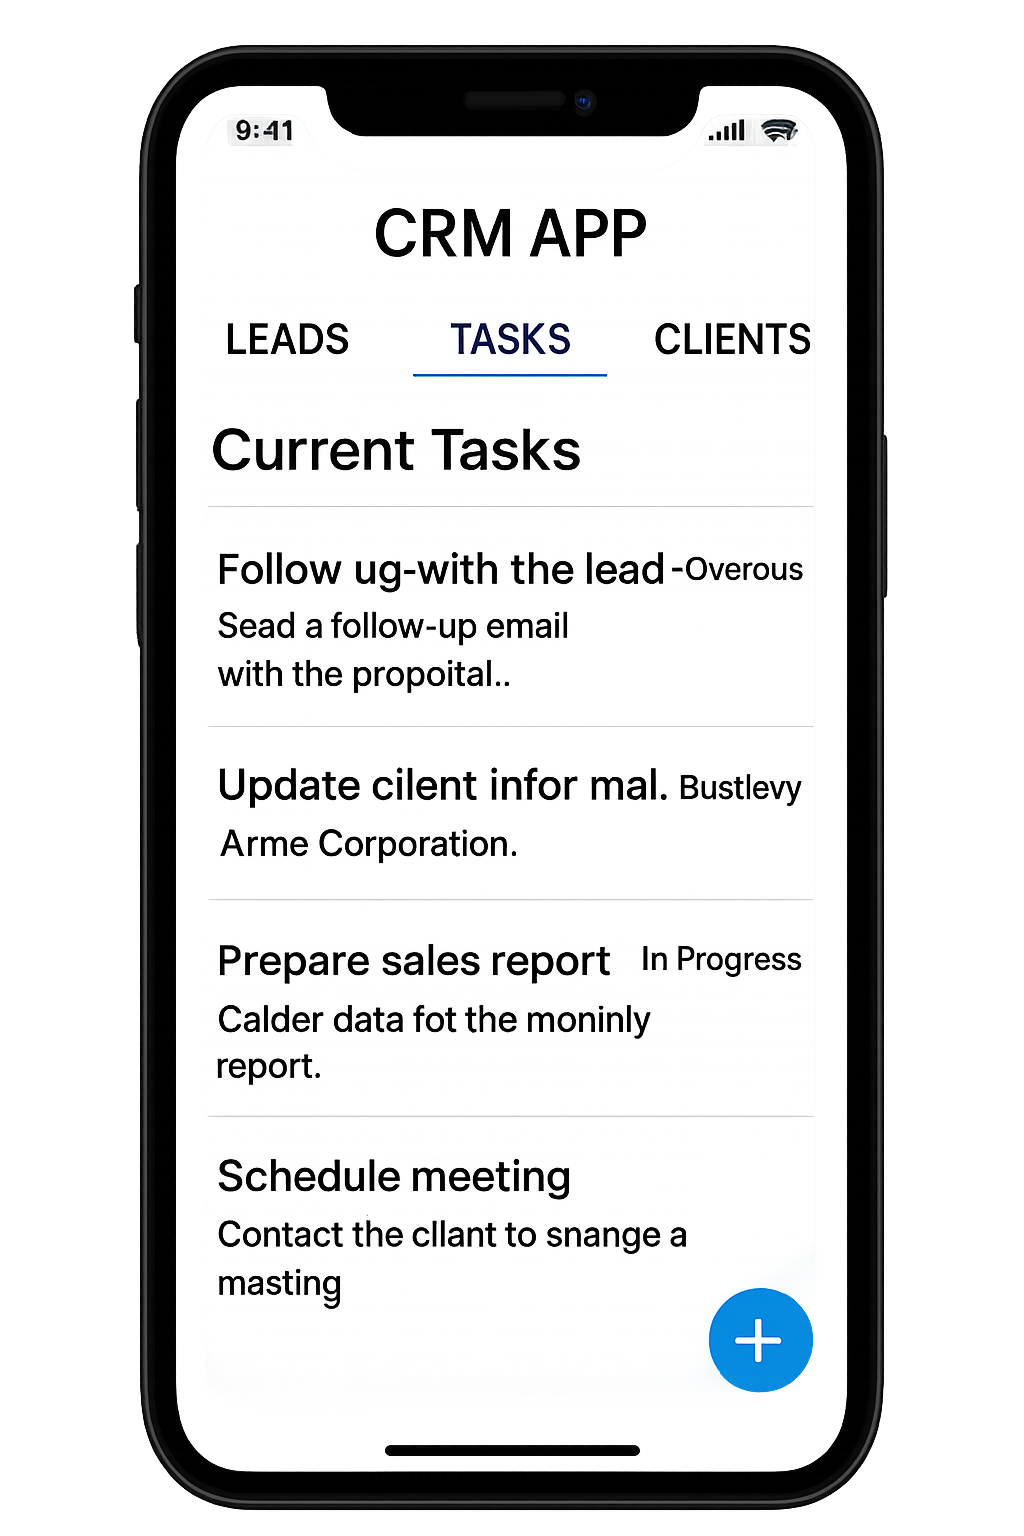 9:41
CRM APP
LEADS TASKS CLIENTS
Current Tasks
Follow ug-with the lead -Overous
Sead a follow-up email
with the propoital..
Update cilent infor mal. Bustlevy
Arme Corporation.
Prepare sales report In Progress
Calder data fot the moninly
report.
Schedule meeting
Contact the cllant to snange a
masting